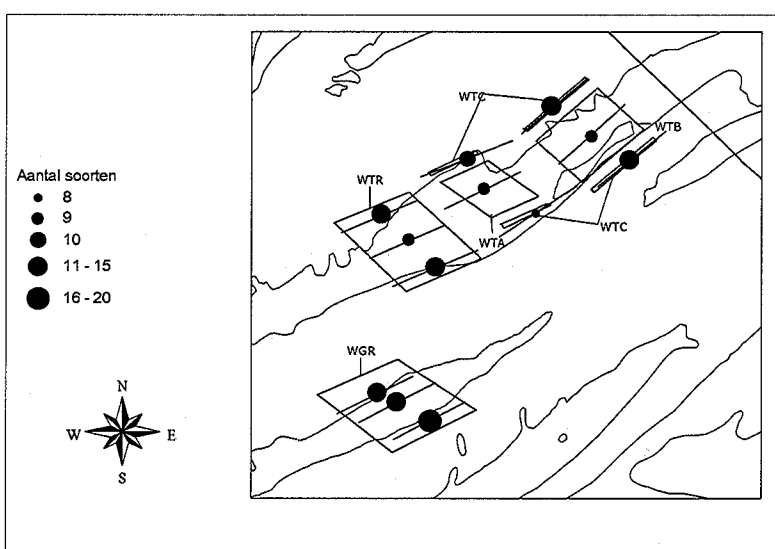 Aantal soorten
8
9
10
11 - 15
16 - 20
N
W
E
S
WTC
WTB
WTR
WTC
WTA
WGR